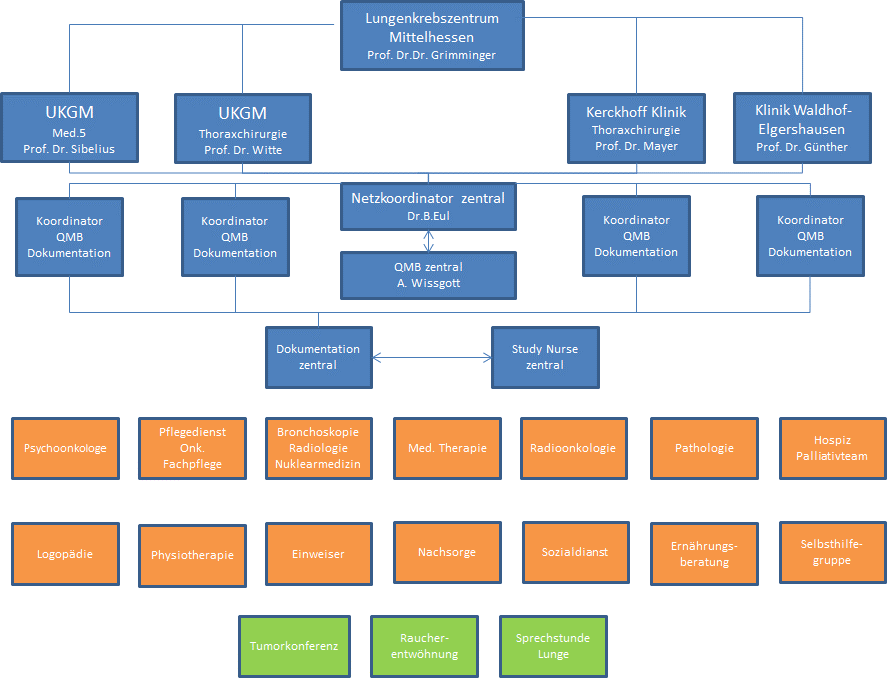 Lungenkrebszentrum
Mittelhessen
Prof. Dr.Dr. Grimminger
UKGM
Med.5
Prof. Dr. Sibelius
UKGM
Thoraxchirurgie
Prof. Dr. Witte
Kerckhoff Klinik
Thoraxchirurgie
Prof. Dr. Mayer
Klinik Waldhof-
Elgershausen
Prof. Dr. Günther
Koordinator
QMB
Dokumentation
Koordinator
QMB
Dokumentation
Netzkoordinator zentral
Dr.B.Eul
QMB zentral
A. Wissgott
Koordinator
QMB
Dokumentation
Koordinator
QMB
Dokumentation
Dokumentation
zentral
Study Nurse
zentral
Psychoonkologe
Pflegedienst
Onk.
Fachpflege
Bronchoskopie
Radiologie
Nuklearmedizin
Med. Therapie
Radioonkologie
Pathologie
Hospiz
Palliativteam
Logopädie
Physiotherapie
Einweiser
Nachsorge
Sozialdienst
Ernährungs-
beratung
Selbsthilfe-
gruppe
Tumorkonferenz
Raucher-
entwöhnung
Sprechstunde
Lunge